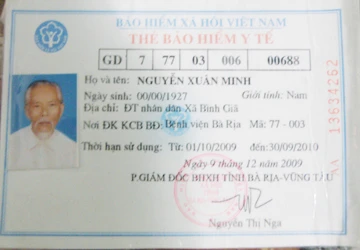 BẢO HIỂM XÃ HỘI VIỆT NAM
THẺ BẢO HIỂM Y TẾ
GD 7 77 03 006 00688
Họ và tên: NGUYỄN XUÂN MINH
Ngày sinh: 00/00/1927 Giới tính: Nam
Địa chỉ: ĐT nhân dân Xã Bình Giã
Nơi ĐK KCB BĐ: Bệnh viện Bà Rịa Mã: 77 - 003
Thời hạn sử dụng: Từ 01/10/2009 đến 30/09/2010
Ngày 9 tháng 12 năm 2009
P.GIÁM ĐỐC BHXH TỈNH BÀ RỊA-VŨNG TÀU
Nguyễn Thị Nga
AA 13634262